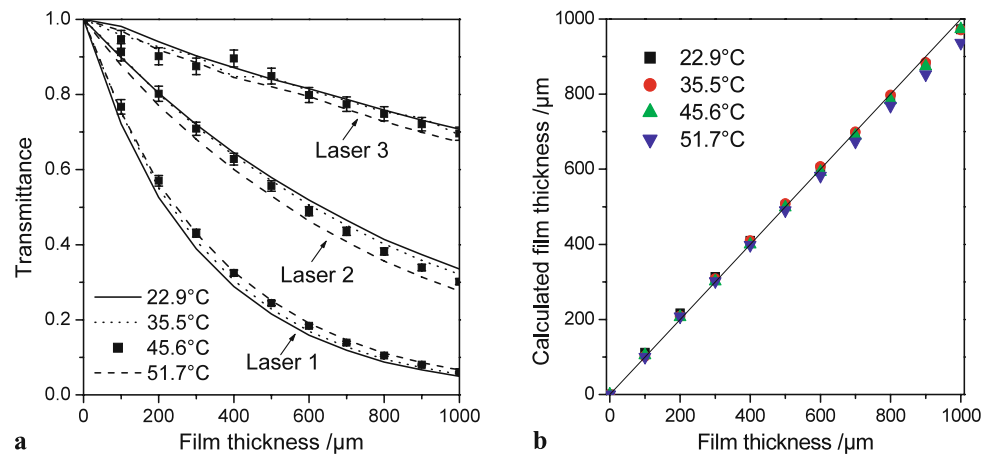 1.0
0.8
0.6
0.4
0.2
0.0
Transmittance
Laser 3
Laser 2
Laser 1
22.9°C
35.5°C
45.6°C
51.7°C
0 200 400 600 800 1000
Film thickness /µm
a
1000
800
600
400
200
0
Calculated film thickness /µm
22.9°C
35.5°C
45.6°C
51.7°C
0 200 400 600 800 1000
Film thickness /µm
b